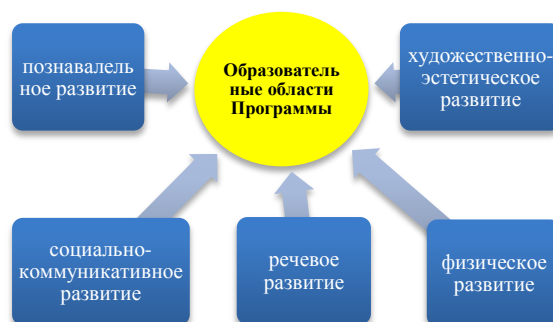 познавалель
ное развитие
Образователь
ные области
Программы
художественно-
эстетическое
развитие
социально-
коммуникативное
развитие
речевое
развитие
физическое
развитие